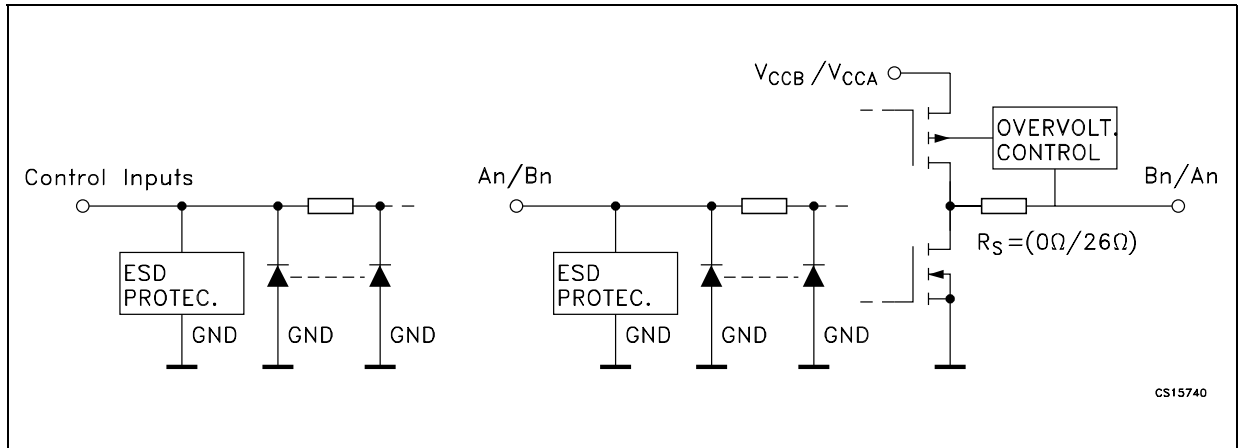 Control Inputs
ESD
PROTEC.
GND
GND
GND
An/Bn
ESD
PROTEC.
GND
GND
GND
VCCB/VCCA
OVERVOLT.
CONTROL
Bn/An
RS=(0Ω/26Ω)
CS15740